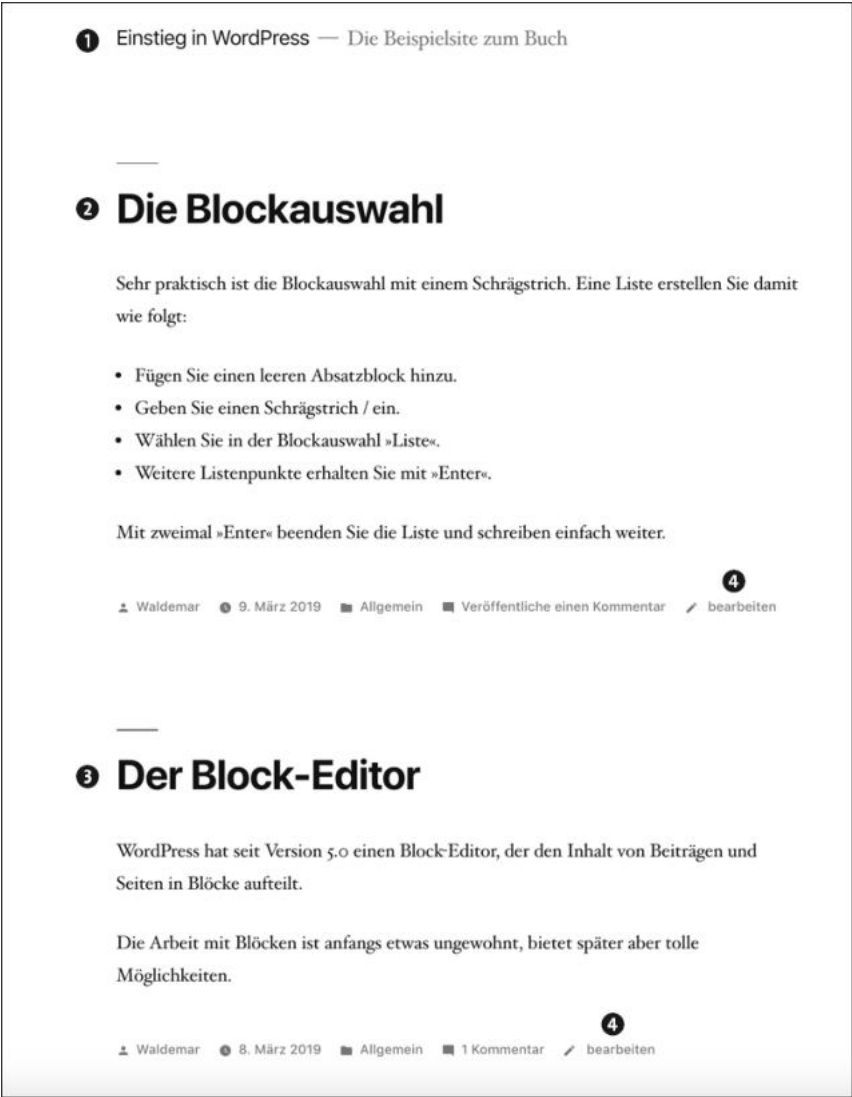 ❶ Einstieg in WordPress — Die Beispielsite zum Buch
❷ Die Blockauswahl
Sehr praktisch ist die Blockauswahl mit einem Schrägstrich. Eine Liste erstellen Sie damit
wie folgt:
• Fügen Sie einen leeren Absatzblock hinzu.
• Geben Sie einen Schrägstrich / ein.
• Wählen Sie in der Blockauswahl »Liste«.
• Weitere Listenpunkte erhalten Sie mit »Enter«.
Mit zweimal »Enter« beenden Sie die Liste und schreiben einfach weiter.
❹
Waldemar 9. März 2019 Allgemein Veröffentliche einen Kommentar bearbeiten
❸ Der Block-Editor
WordPress hat seit Version 5.0 einen Block-Editor, der den Inhalt von Beiträgen und
Seiten in Blöcke aufteilt.
Die Arbeit mit Blöcken ist anfangs etwas ungewohnt, bietet später aber tolle
Möglichkeiten.
❹
Waldemar 8. März 2019 Allgemein 1 Kommentar bearbeiten